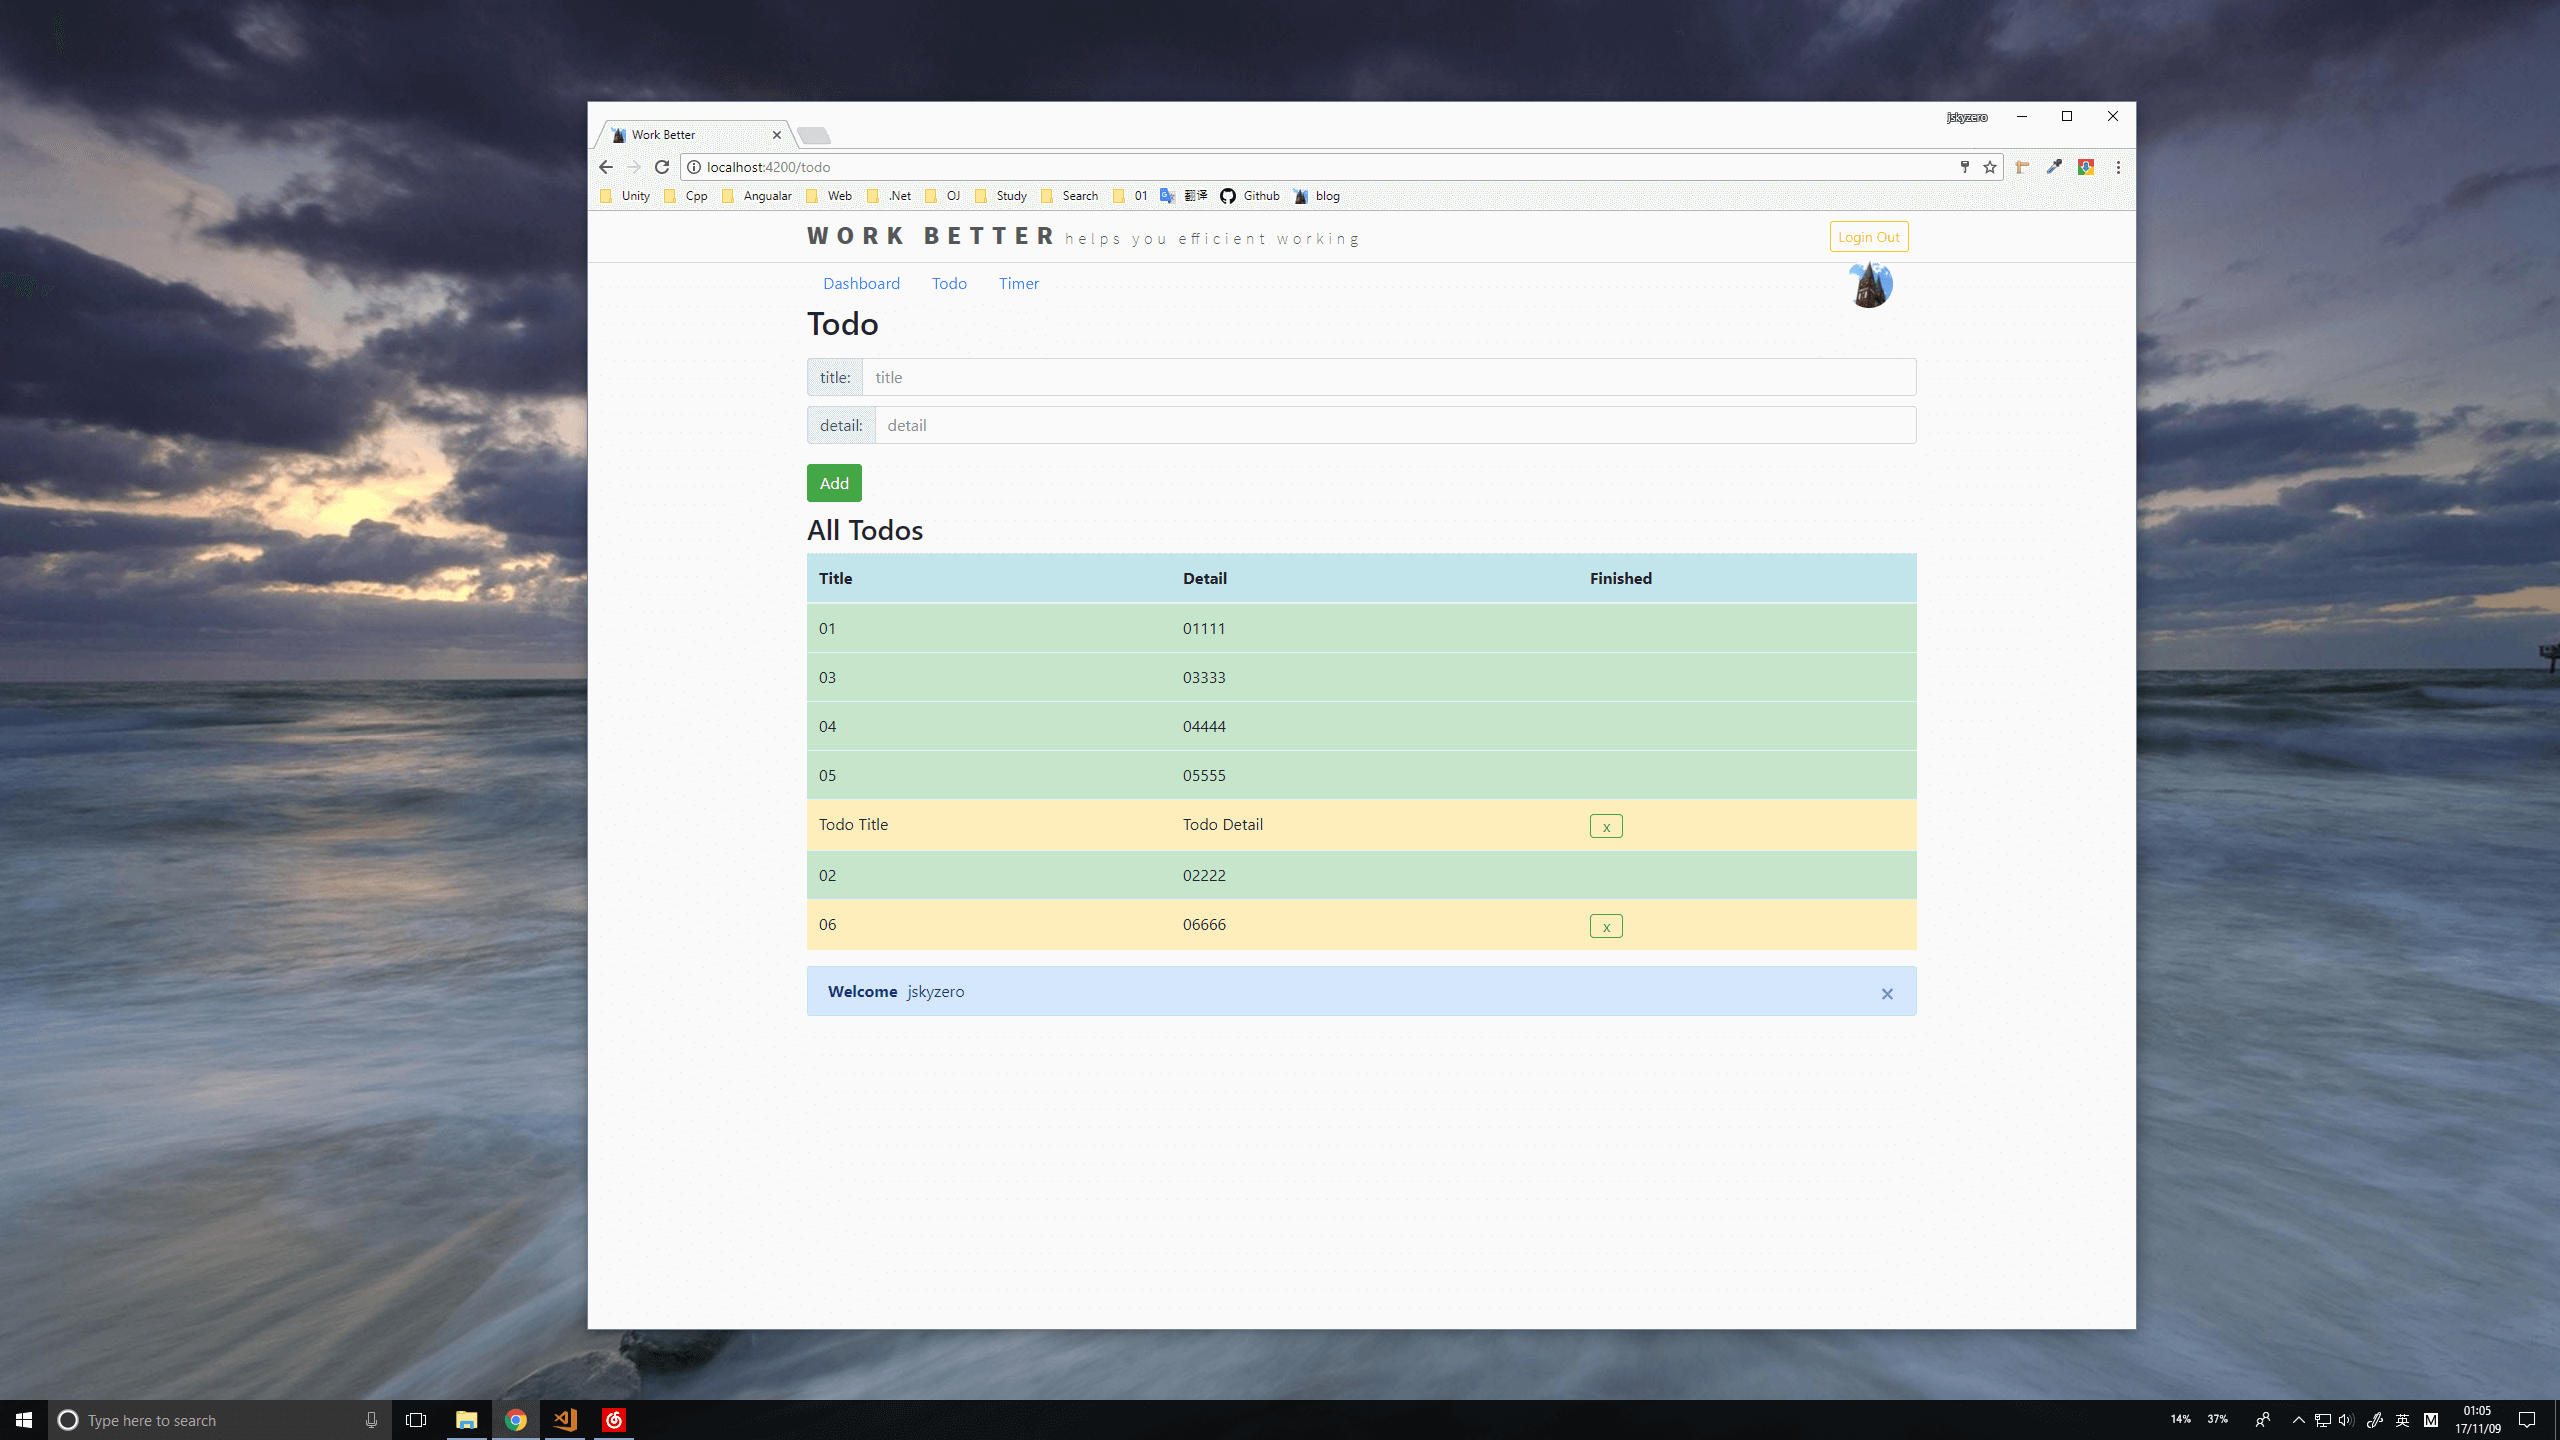 jskyzero
Work Better
localhost:4200/todo
Unity Cpp Angualar Web .Net OJ Study Search 01 翻译 Github blog
WORK BETTER helps you efficient working
Login Out
Dashboard Todo Timer
Todo
title: title
detail: detail
Add
All Todos
Title Detail Finished
01 01111
03 03333
04 04444
05 05555
Todo Title Todo Detail x
02 02222
06 06666 x
Welcome jskyzero ×
Type here to search
14% 37% 英 M
01:05
17/11/09